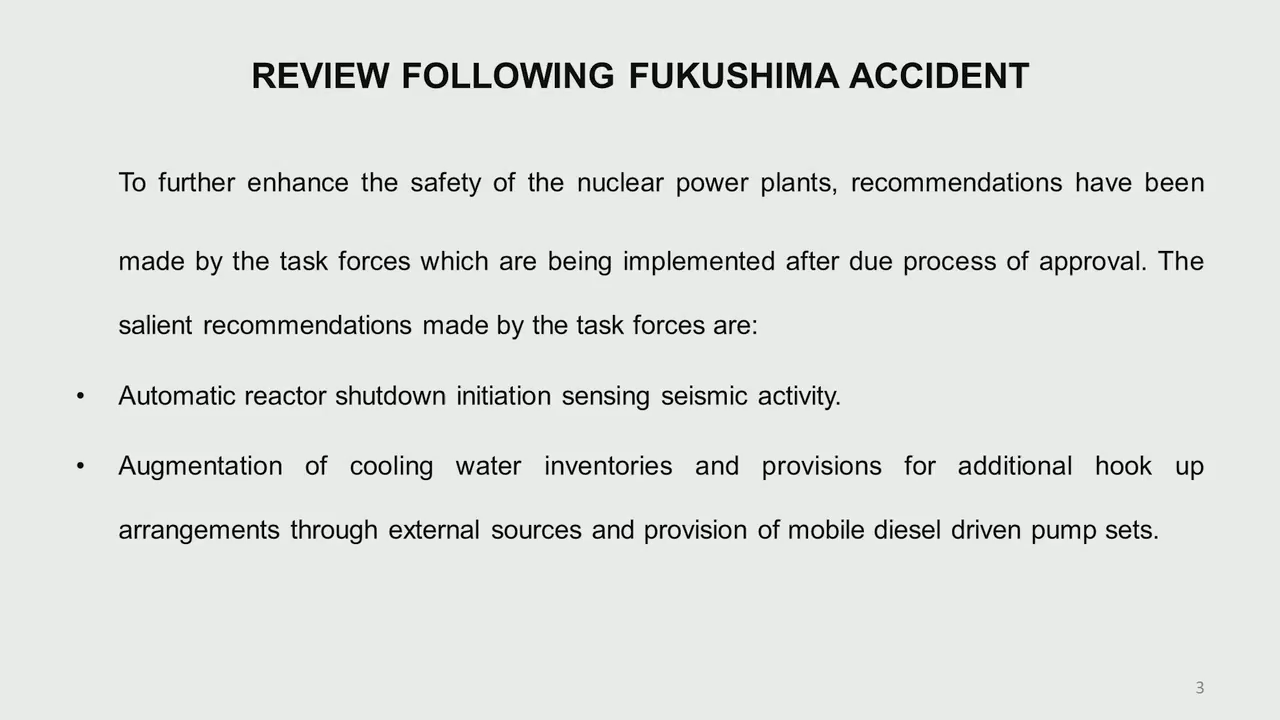 REVIEW FOLLOWING FUKUSHIMA ACCIDENT
To further enhance the safety of the nuclear power plants, recommendations have been
made by the task forces which are being implemented after due process of approval. The
salient recommendations made by the task forces are:
• Automatic reactor shutdown initiation sensing seismic activity.
• Augmentation of cooling water inventories and provisions for additional hook up
arrangements through external sources and provision of mobile diesel driven pump sets.
3